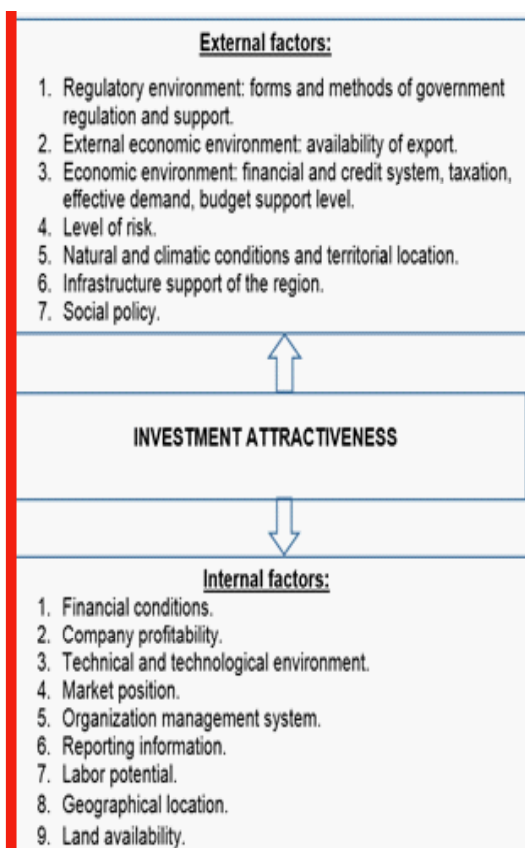 External factors:
1. Regulatory environment: forms and methods of government
regulation and support.
2. External economic environment: availability of export.
3. Economic environment: financial and credit system, taxation,
effective demand, budget support level.
4. Level of risk.
5. Natural and climatic conditions and territorial location.
6. Infrastructure support of the region.
7. Social policy.
INVESTMENT ATTRACTIVENESS
Internal factors:
1. Financial conditions.
2. Company profitability.
3. Technical and technological environment.
4. Market position.
5. Organization management system.
6. Reporting information.
7. Labor potential.
8. Geographical location.
9. Land availability.